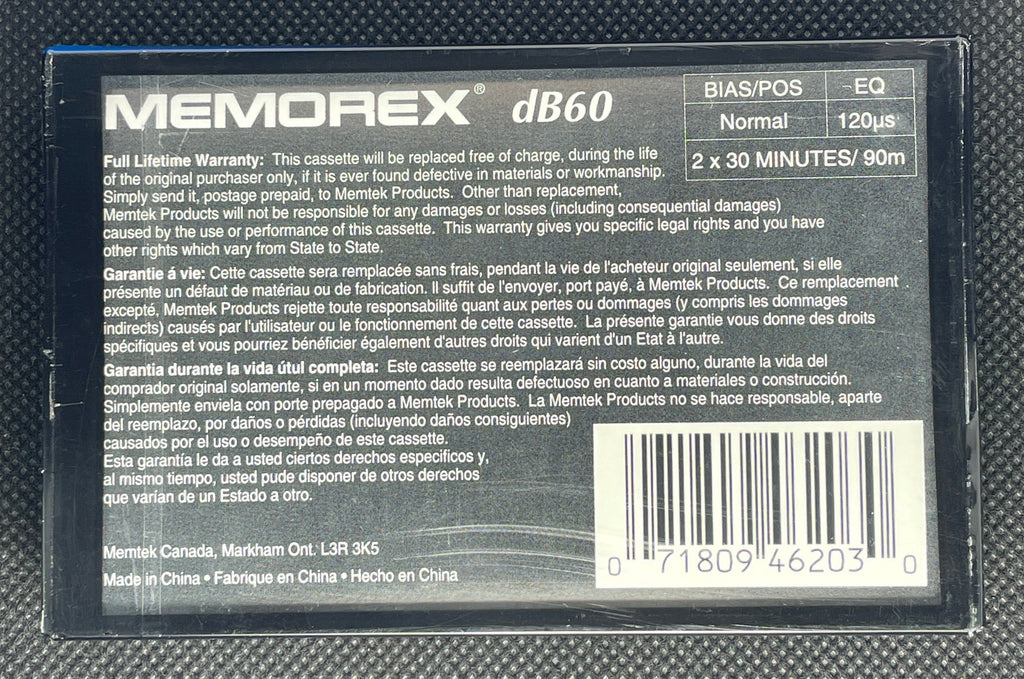 MEMOREX® dB60
BIAS/POS EQ
Normal 120µs
2 x 30 MINUTES/ 90m
Full Lifetime Warranty: This cassette will be replaced free of charge, during the life
of the original purchaser only, if it is ever found defective in materials or workmanship.
Simply send it, postage prepaid, to Memtek Products. Other than replacement,
Memtek Products will not be responsible for any damages or losses (including consequential damages)
caused by the use or performance of this cassette. This warranty gives you specific legal rights and you have
other rights which vary from State to State.
Garantie á vie: Cette cassette sera remplacée sans frais, pendant la vie de l'acheteur original seulement, si elle
présente un défaut de matériau ou de fabrication. Il suffit de l'envoyer, port payé, à Memtek Products. Ce remplacement
excepté, Memtek Products rejette toute responsabilité quant aux pertes ou dommages (y compris les dommages
indirects) causés par l'utilisateur ou le fonctionnement de cette cassette. La présente garantie vous donne des droits
spécifiques et vous pourriez bénéficier également d'autres droits qui varient d'un Etat à l'autre.
Garantia durante la vida útul completa: Este cassette se reemplazará sin costo alguno, durante la vida del
comprador original solamente, si en un momento dado resulta defectuoso en cuanto a materiales o construcción.
Simplemente enviela con porte prepagado a Memtek Products. La Memtek Products no se hace responsable, aparte
del reemplazo, por daños o pérdidas (incluyendo daños consiguientes)
causados por el uso o desempeño de este cassette.
Esta garantía le da a usted ciertos derechos especificos y,
al mismo tiempo, usted pude disponer de otros derechos
que varían de un Estado a otro.
Memtek Canada, Markham Ont. L3R 3K5
Made in China • Fabrique en China • Hecho en China
0 71809 46203 0